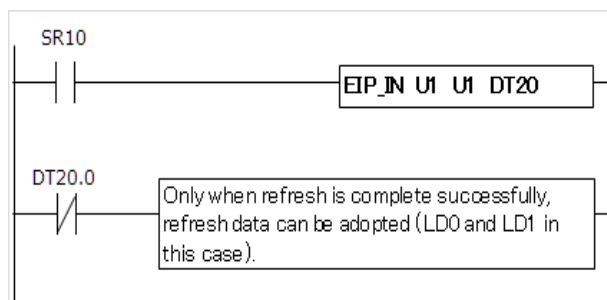 SR10
EIP_IN U1 U1 DT20
DT20.0
Only when refresh is complete successfully,
refresh data can be adopted (LD0 and LD1 in
this case).